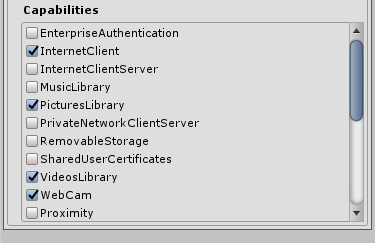 Capabilities
EnterpriseAuthentication
InternetClient
InternetClientServer
MusicLibrary
PicturesLibrary
PrivateNetworkClientServer
RemovableStorage
SharedUserCertificates
VideosLibrary
WebCam
Proximity